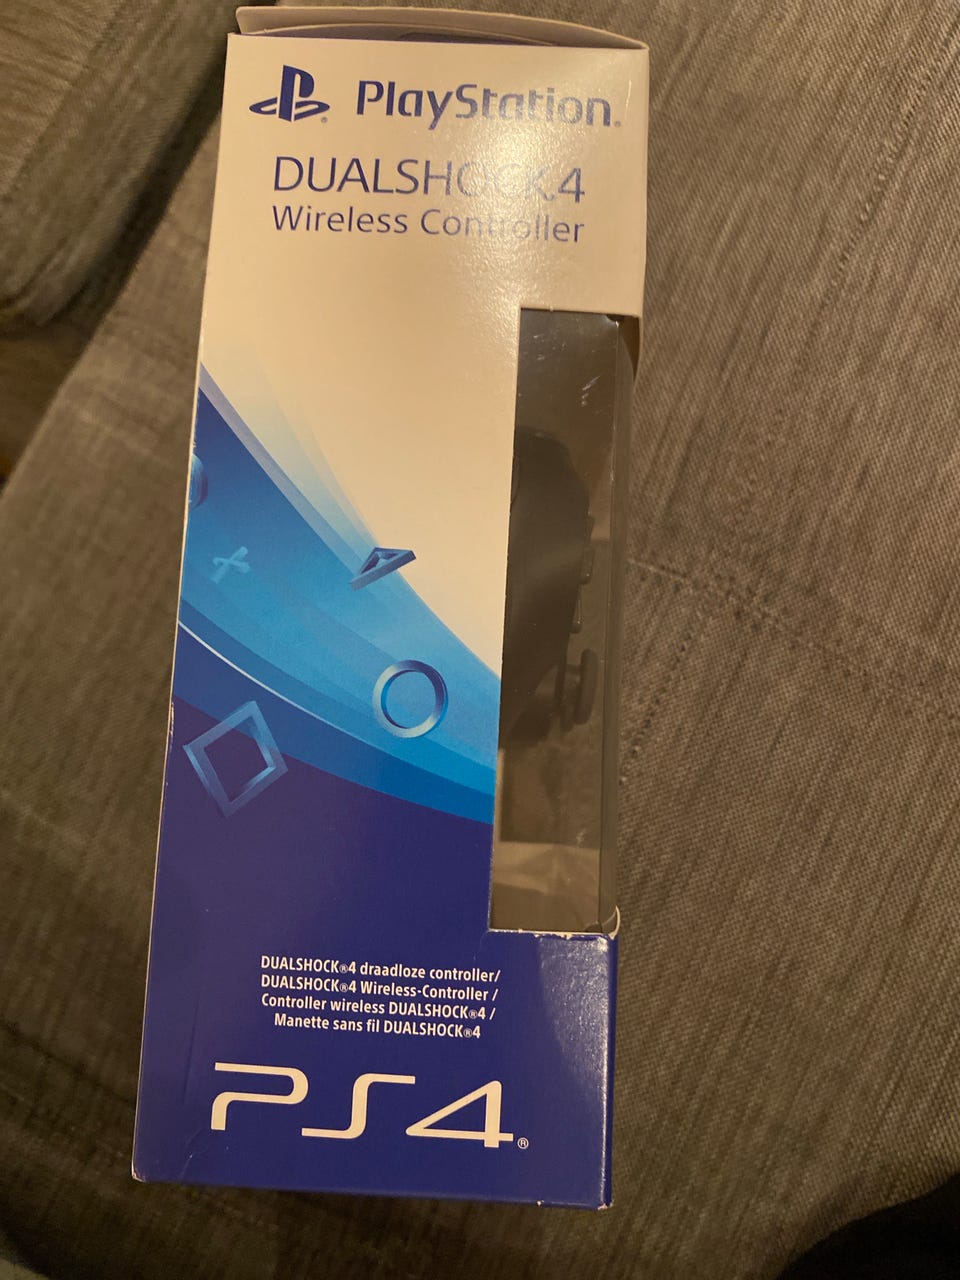 PlayStation®
DUALSHOCK®4
Wireless Controller
DUALSHOCK®4 draadloze controller/
DUALSHOCK®4 Wireless-Controller /
Controller wireless DUALSHOCK®4 /
Manette sans fil DUALSHOCK®4
PS4®